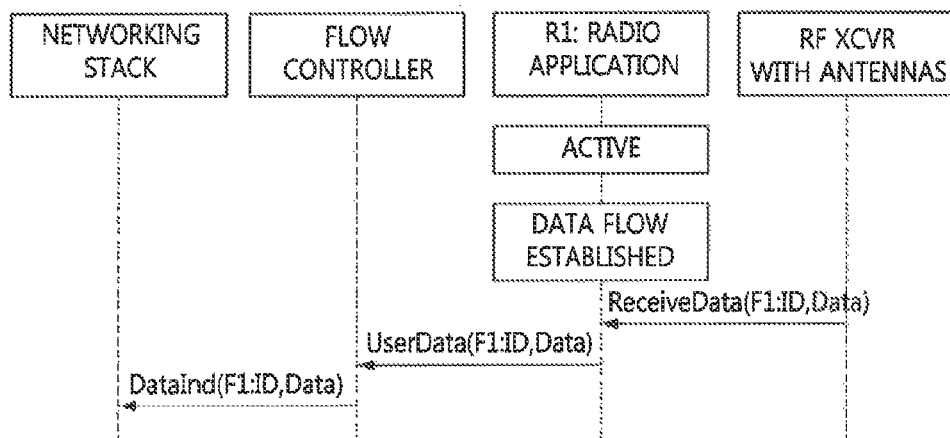 NETWORKING
STACK
FLOW
CONTROLLER
R1: RADIO
APPLICATION
RF XCVR
WITH ANTENNAS
ACTIVE
DATA FLOW
ESTABLISHED
ReceiveData(F1:ID,Data)
UserData(F1:ID,Data)
DataInd(F1:ID,Data)